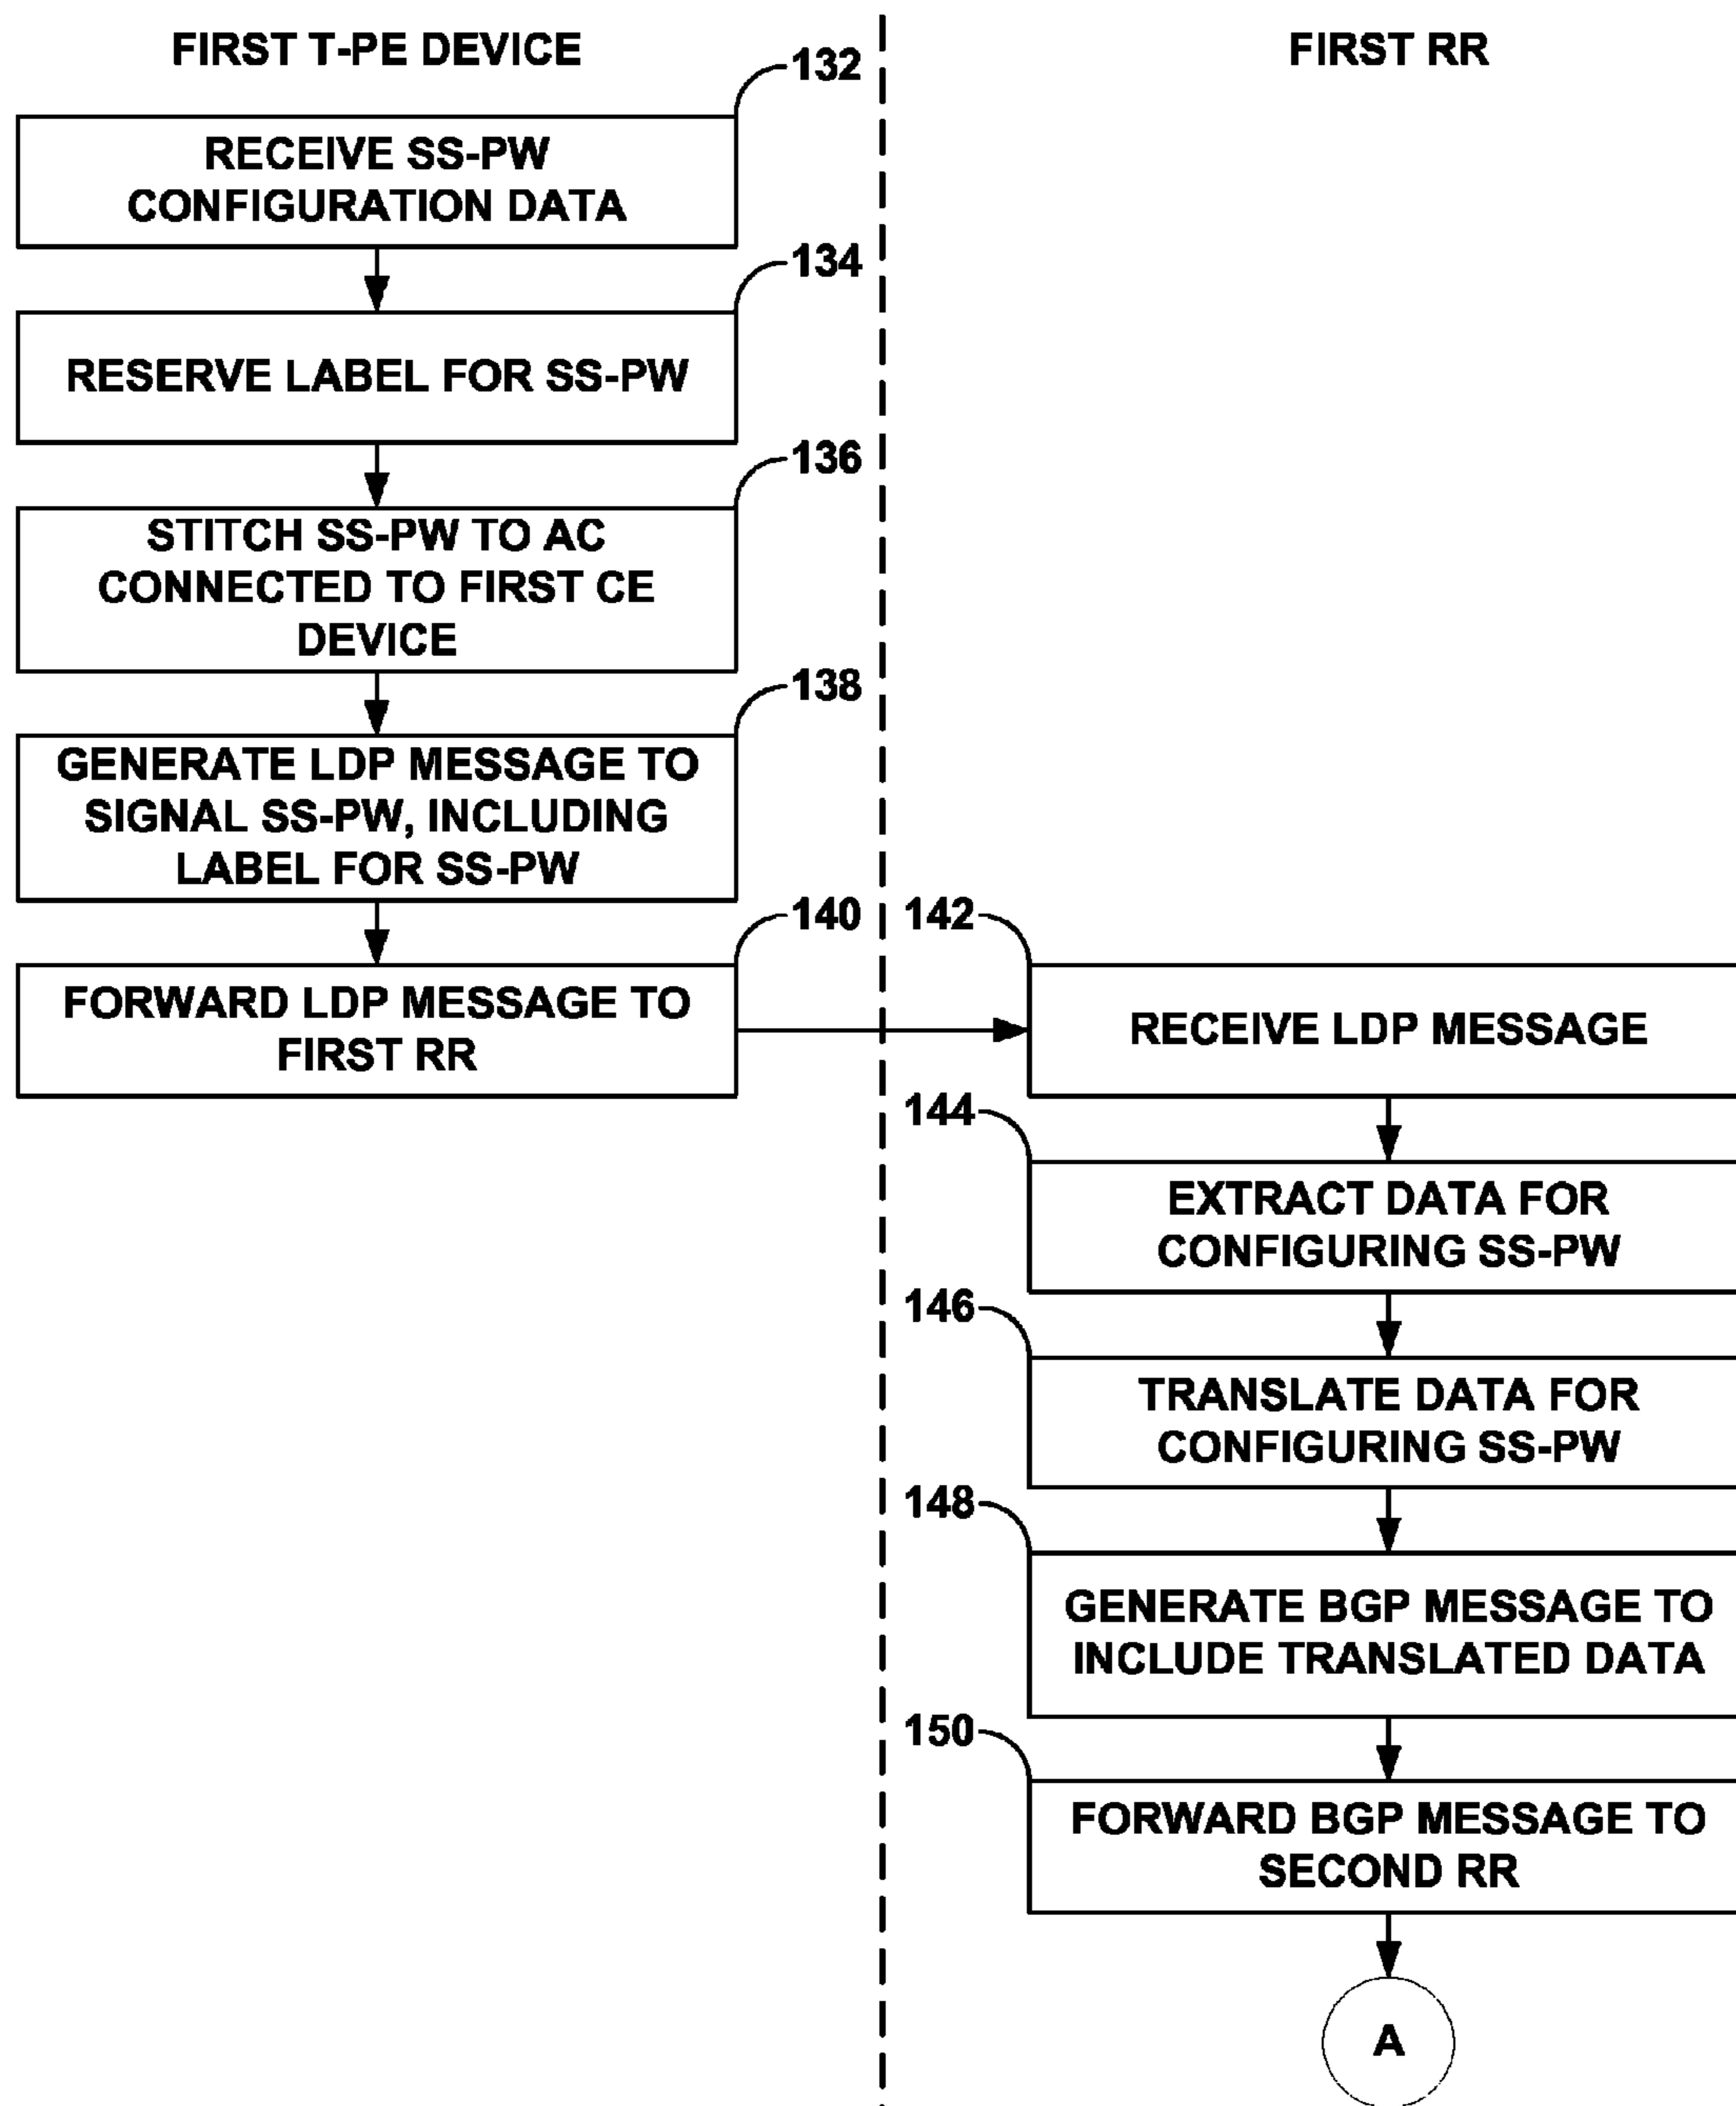 FIRST T-PE DEVICE
132
RECEIVE SS-PW
CONFIGURATION DATA
134
RESERVE LABEL FOR SS-PW
136
STITCH SS-PW TO AC
CONNECTED TO FIRST CE
DEVICE
138
GENERATE LDP MESSAGE TO
SIGNAL SS-PW, INCLUDING
LABEL FOR SS-PW
140
FORWARD LDP MESSAGE TO
FIRST RR
FIRST RR
142
RECEIVE LDP MESSAGE
144
EXTRACT DATA FOR
CONFIGURING SS-PW
146
TRANSLATE DATA FOR
CONFIGURING SS-PW
148
GENERATE BGP MESSAGE TO
INCLUDE TRANSLATED DATA
150
FORWARD BGP MESSAGE TO
SECOND RR
A